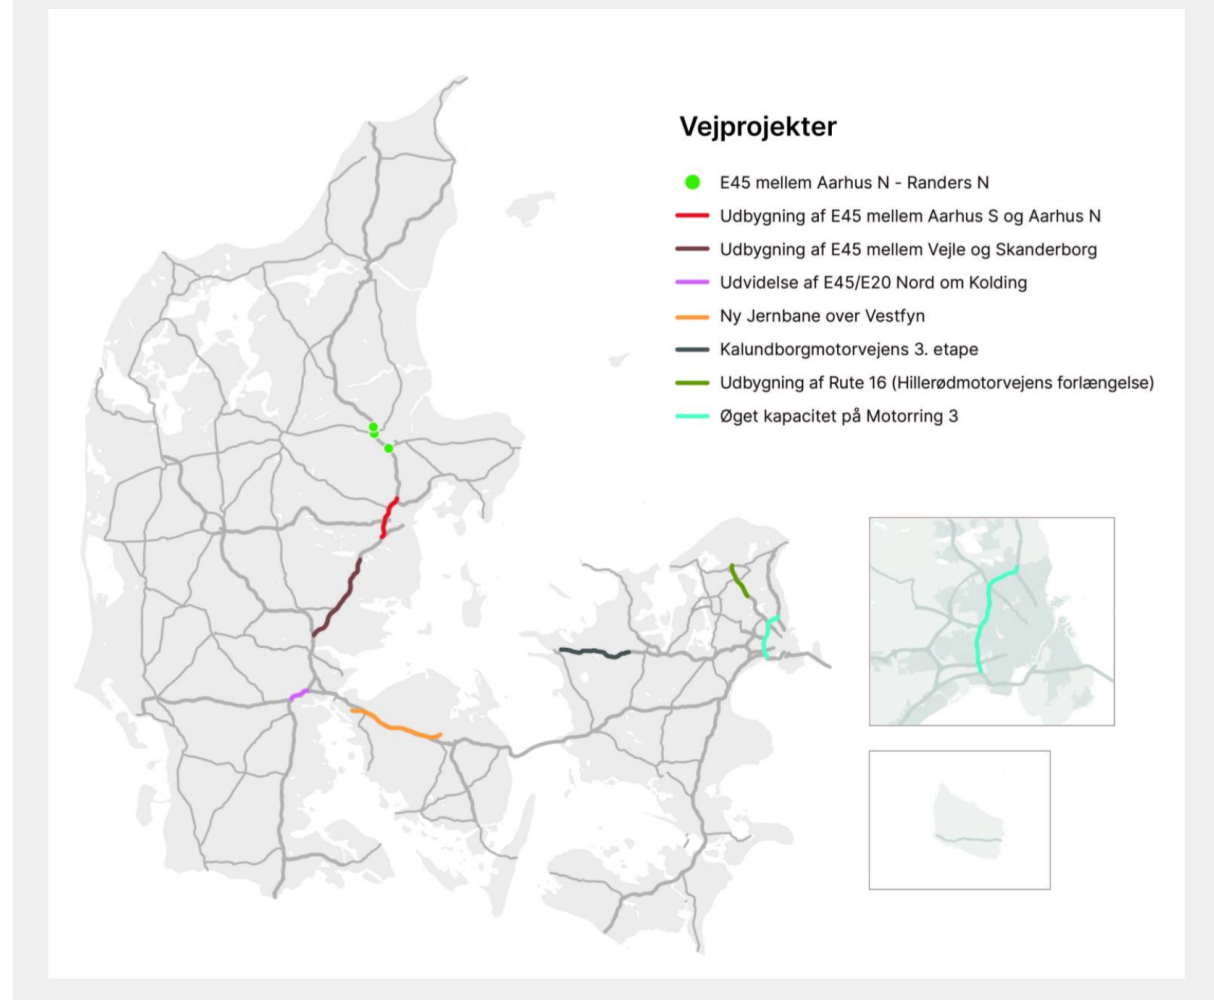 Vejprojekter
E45 mellem Aarhus N - Randers N
Udbygning af E45 mellem Aarhus S og Aarhus N
Udbygning af E45 mellem Vejle og Skanderborg
Udvidelse af E45/E20 Nord om Kolding
Ny Jernbane over Vestfyn
Kalundborgmotorvejens 3. etape
Udbygning af Rute 16 (Hillerødmotorvejens forlængelse)
Øget kapacitet på Motorring 3